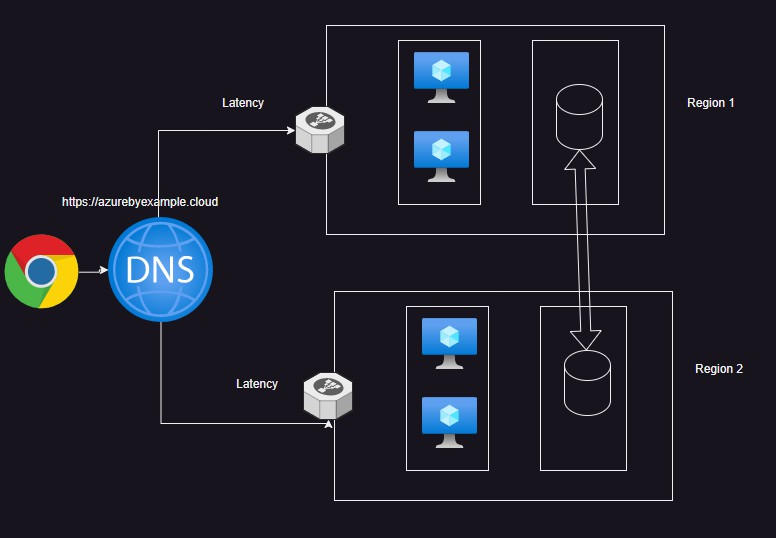 Latency
Region 1
https://azurebyexample.cloud
DNS
Latency
Region 2